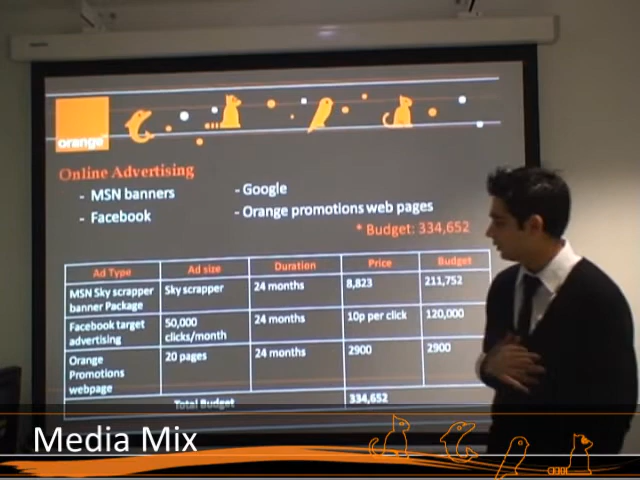 orange
Online Advertising
- MSN banners
- Google
- Facebook
- Orange promotions web pages
* Budget: 334,652
Ad Type Ad size Duration Price Budget
MSN Sky scrapper banner Package Sky scrapper 24 months 8,823 211,752
Facebook target advertising 50,000 clicks/month 24 months 10p per click 120,000
Orange Promotions webpage 20 pages 24 months 2900 2900
Total Budget 334,652
Media Mix